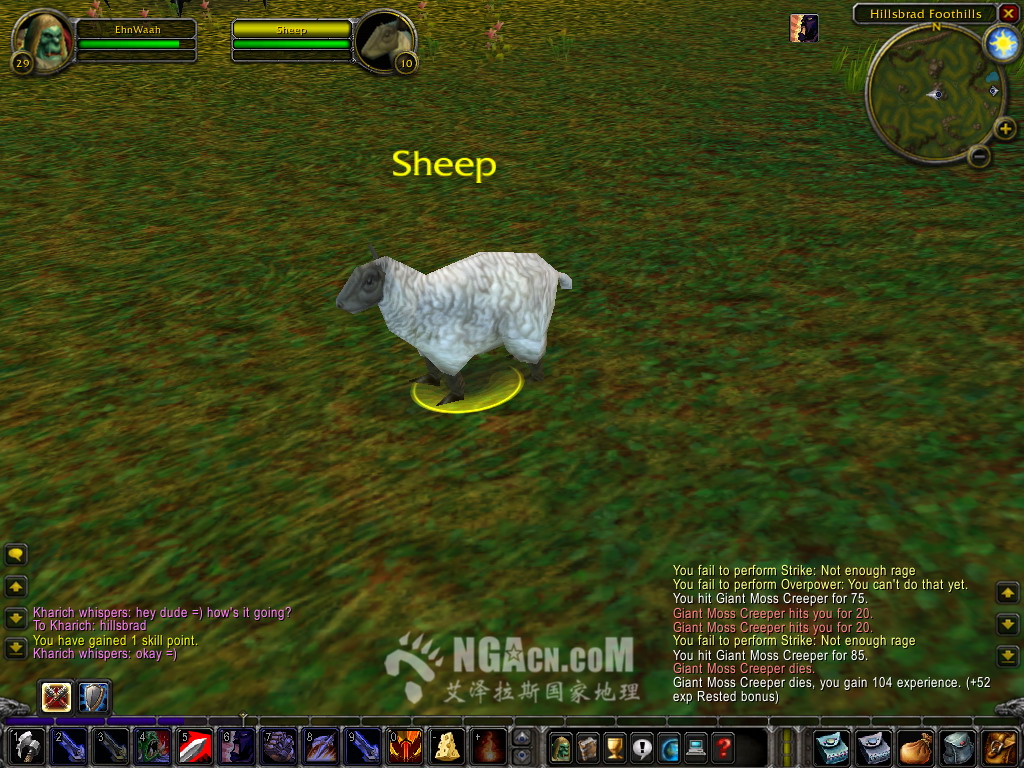 EhnWaah
29
Sheep
10
Hillsbrad Foothills
N
Sheep
You fail to perform Strike: Not enough rage
You fail to perform Overpower: You can't do that yet.
You hit Giant Moss Creeper for 75.
Giant Moss Creeper hits you for 20.
Giant Moss Creeper hits you for 20.
You fail to perform Strike: Not enough rage
You hit Giant Moss Creeper for 85.
Giant Moss Creeper dies.
Giant Moss Creeper dies, you gain 104 experience. (+52
exp Rested bonus)
Kharich whispers: hey dude =) how's it going?
To Kharich: hillsbrad
You have gained 1 skill point.
Kharich whispers: okay =)
NGACN.COM
艾泽拉斯国家地理
1 2 3 4 5 6 7 8 9 0 - +